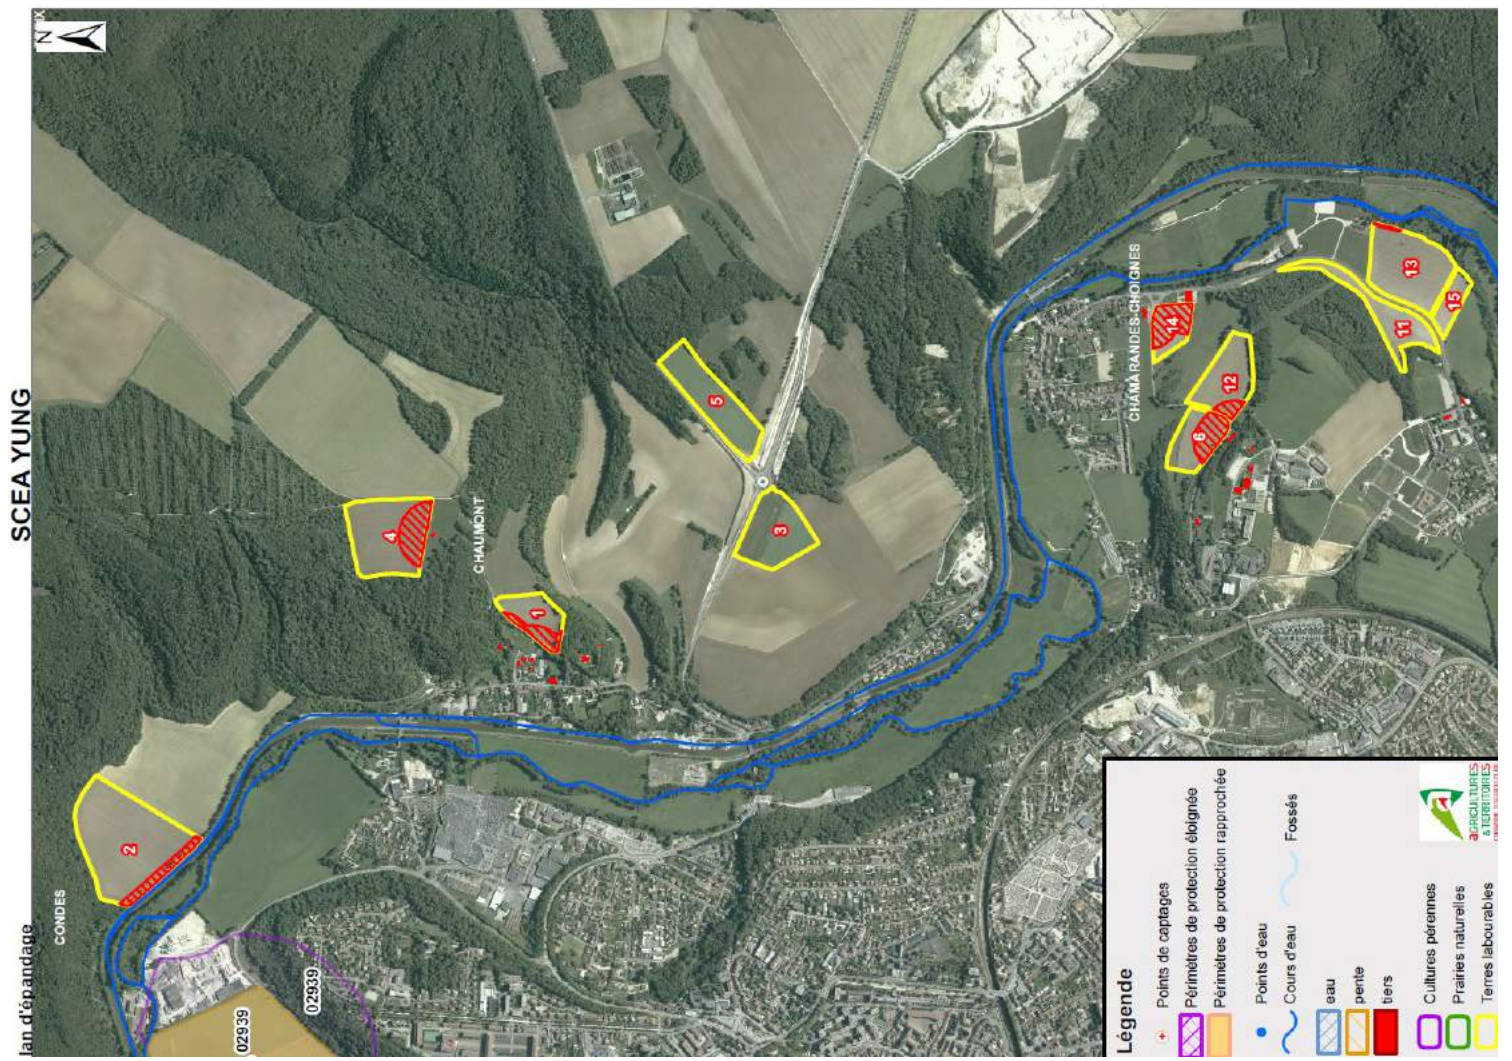 SCEA YUNG
lan d'épandage
N
CONDES
2
4
CHAUMONT
1
5
3
CHAMARANDES-CHOIGNES
14
12
6
13
11
15
02939
02939
Légende
Points de captages
Périmètres de protection éloignée
Périmètres de protection rapprochée
Points d'eau
Cours d'eau
Fossés
eau
pente
tiers
Cultures pérennes
Prairies naturelles
Terres labourables
AGRICULTURES
& TERRITOIRES